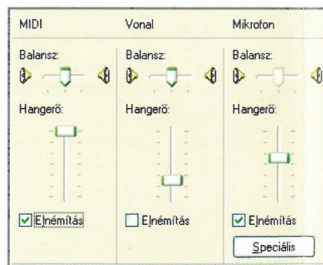 MIDI
Balansz:
Hangerő:
Elnémítás
Vonal
Balansz:
Hangerő:
Elnémítás
Mikrofon
Balansz:
Hangerő:
Elnémítás
Speciális